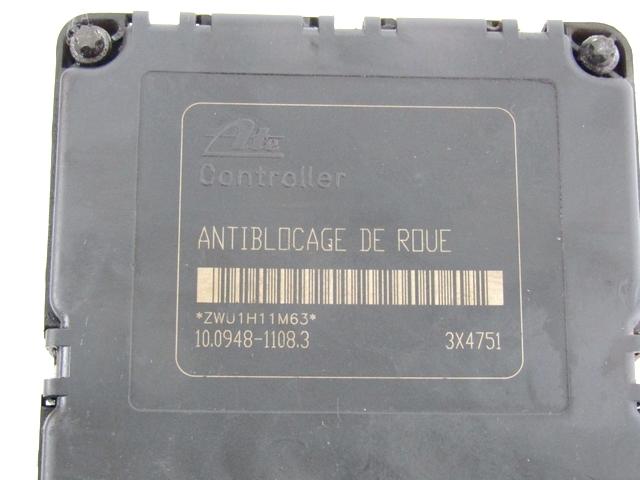 Ate
Controller
ANTIBLOCAGE DE ROUE
*ZWU1H11M63*
10.0948-1108.3 3X4751